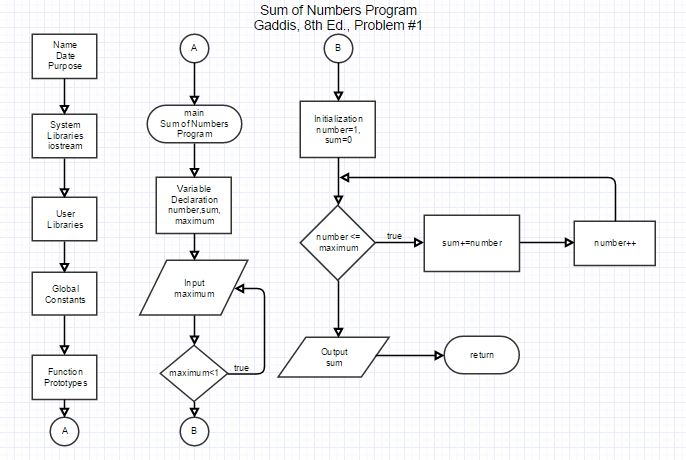 Sum of Numbers Program
Gaddis, 8th Ed., Problem #1
Name
Date
Purpose
System
Libraries
iostream
User
Libraries
Global
Constants
Function
Prototypes
A
A
main
Sum of Numbers
Program
Variable
Declaration
number,sum,
maximum
Input
maximum
maximum<1
true
B
B
Initialization
number=1,
sum=0
number <=
maximum
true
sum+=number
number++
Output
sum
return